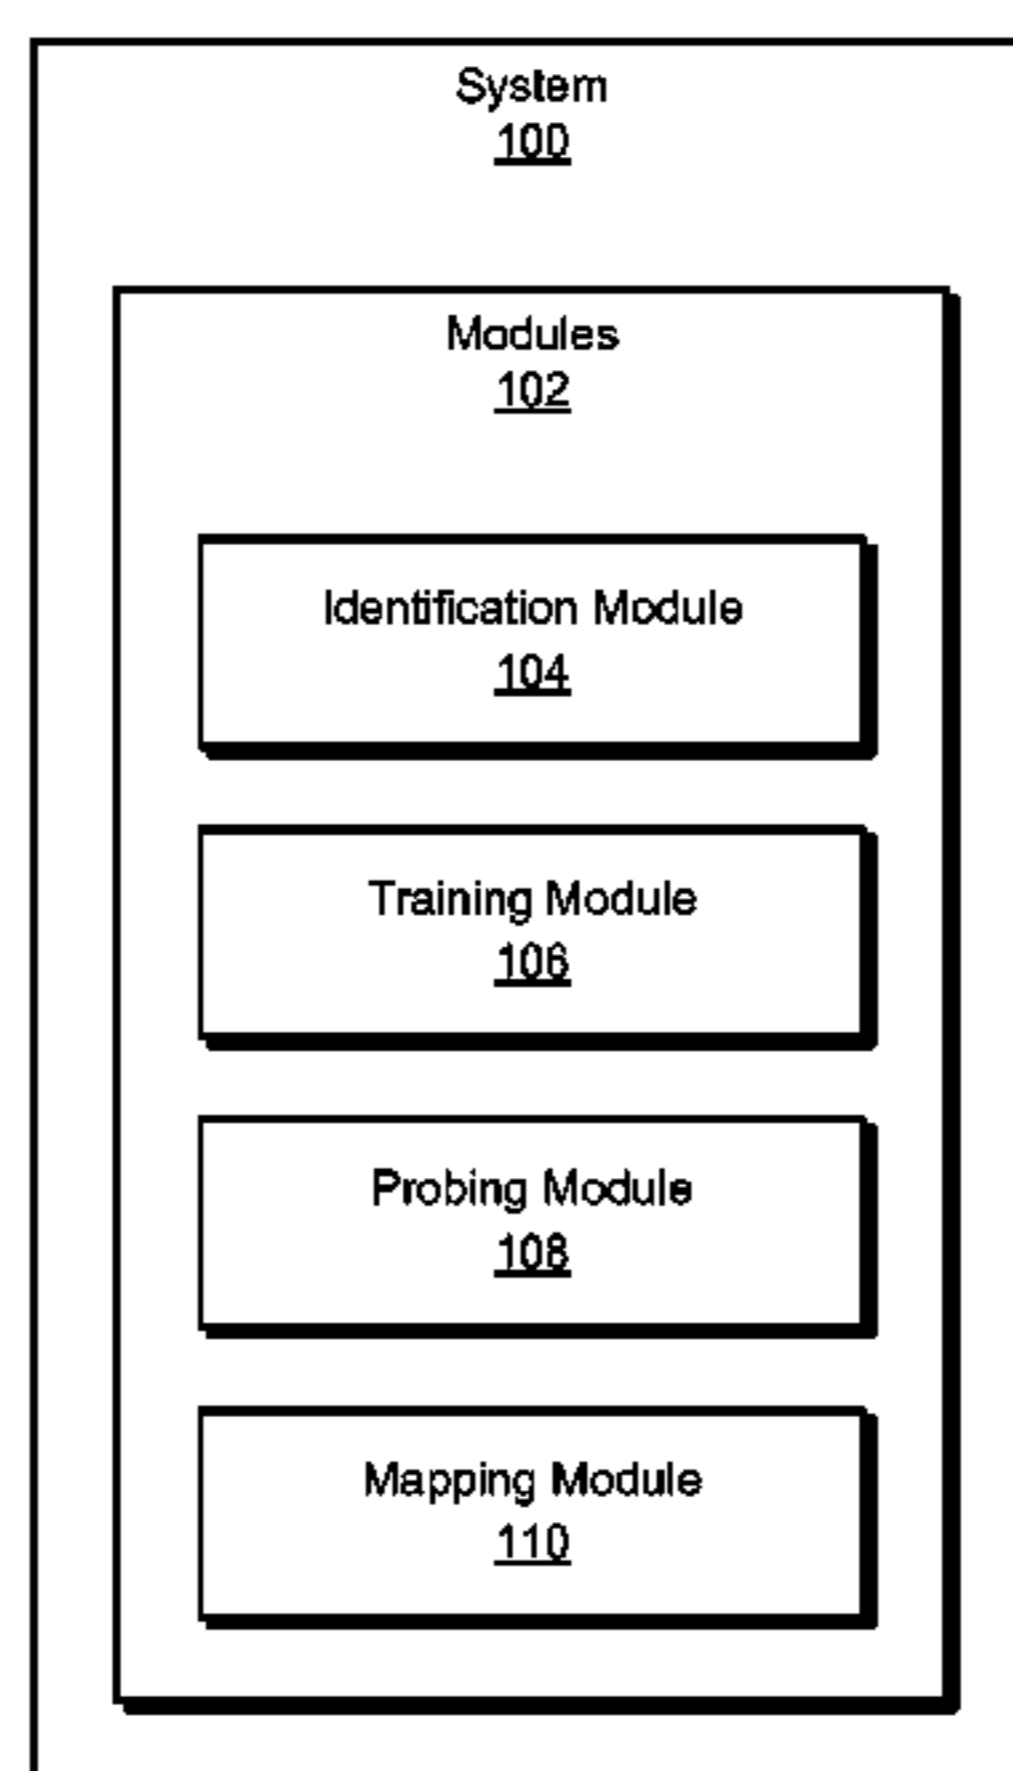 System
100
Modules
102
Identification Module
104
Training Module
106
Probing Module
108
Mapping Module
110